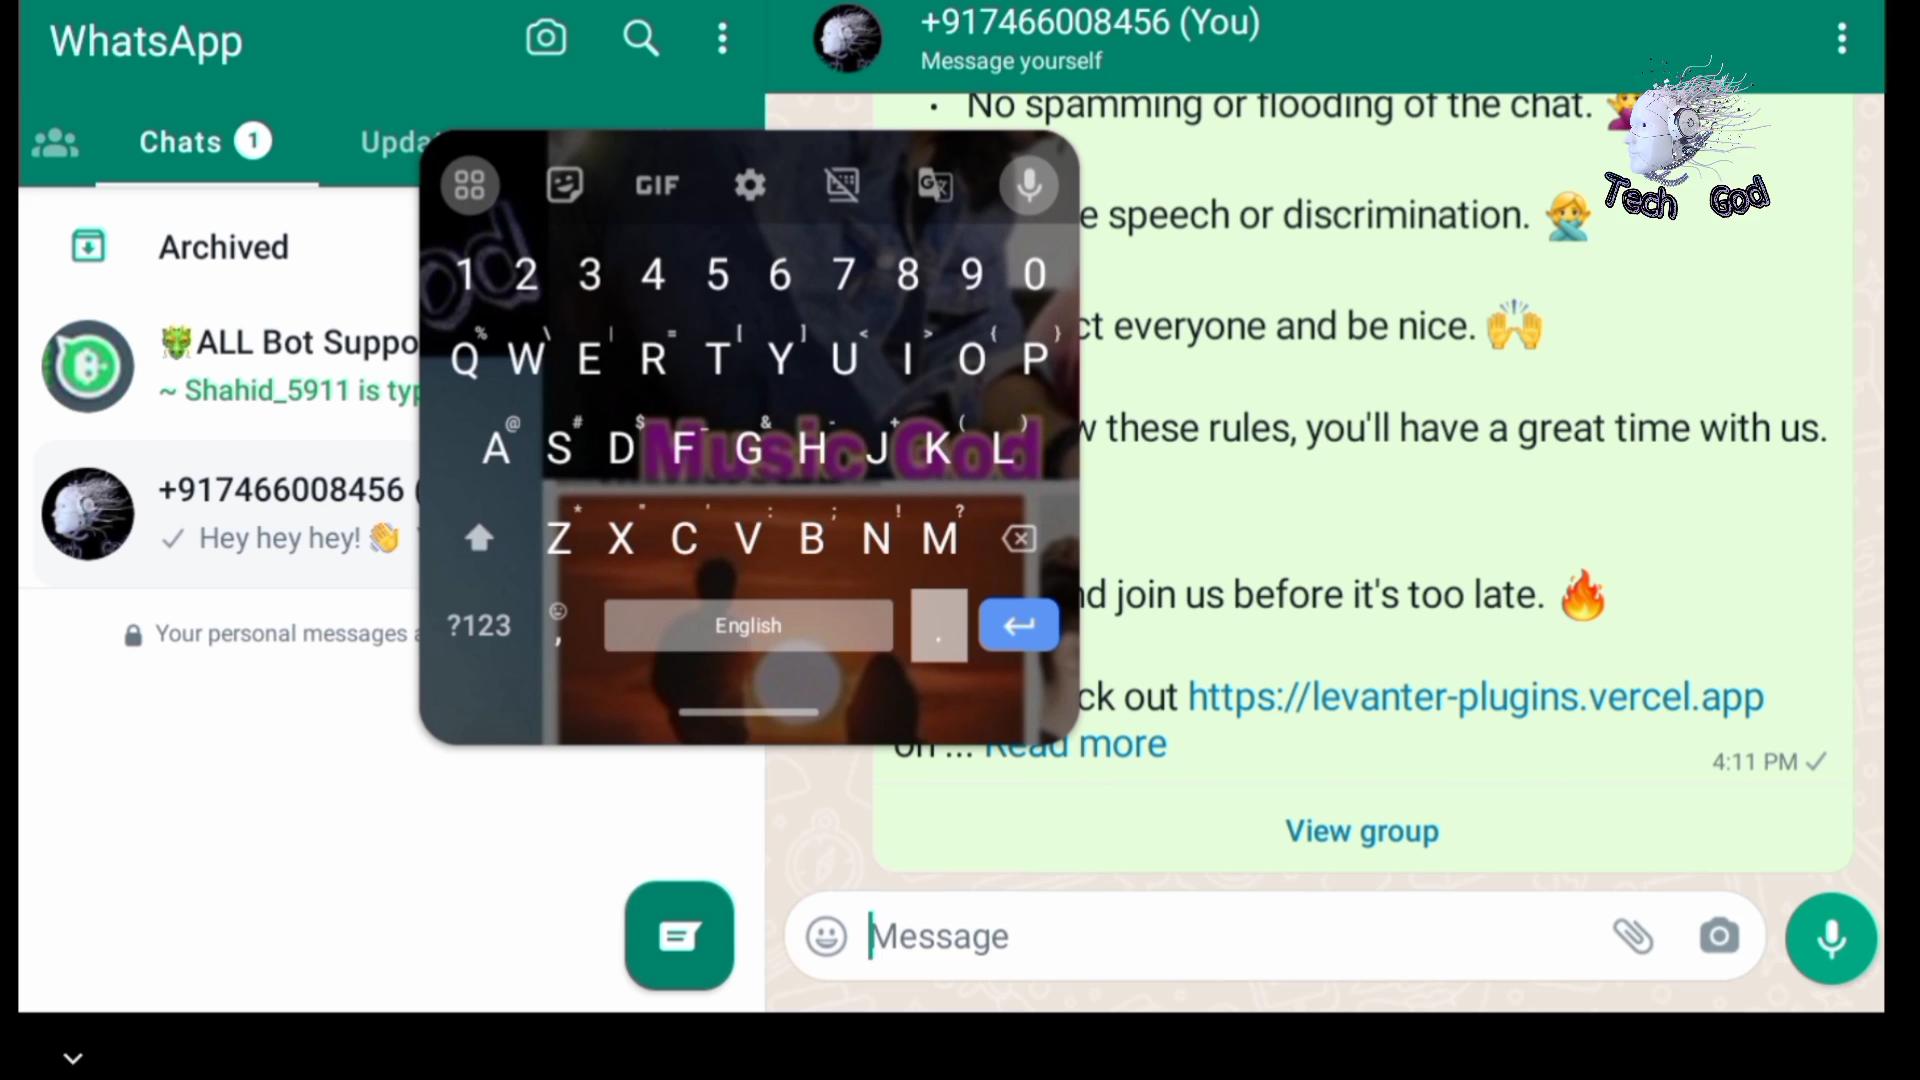 WhatsApp
Chats 1
Upda
Archived
ALL Bot Suppo
~ Shahid_5911 is typ
+917466008456 (
Hey hey hey! 👋
Your personal messages a
+917466008456 (You)
Message yourself
• No spamming or flooding of the chat.
e speech or discrimination.
ct everyone and be nice. 🙌
w these rules, you'll have a great time with us.
nd join us before it's too late. 🔥
ck out https://levanter-plugins.vercel.app
on ... Read more
4:11 PM
View group
Message
Tech God
GIF
1 2 3 4 5 6 7 8 9 0
% \ | = [ ] < > { }
Q W E R T Y U I O P
@ # $ _ & - + ( )
A S D F G H J K L
Music God
* " ' : ; ! ?
Z X C V B N M
?123 , English .